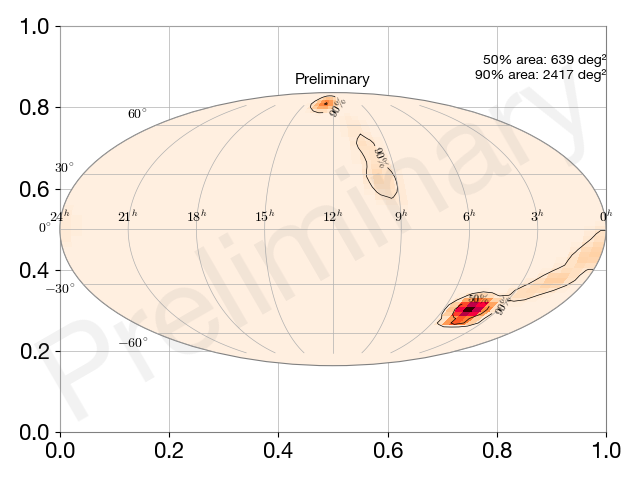 1.0
50% area: 639 deg²
90% area: 2417 deg²
Preliminary
0.8
60°
90%
90%
30°
0.6
24h 21h 18h 15h 12h 9h 6h 3h 0h
0°
0.4
−30°
50%
90%
−60°
0.2
0.0
0.0 0.2 0.4 0.6 0.8 1.0
Preliminary